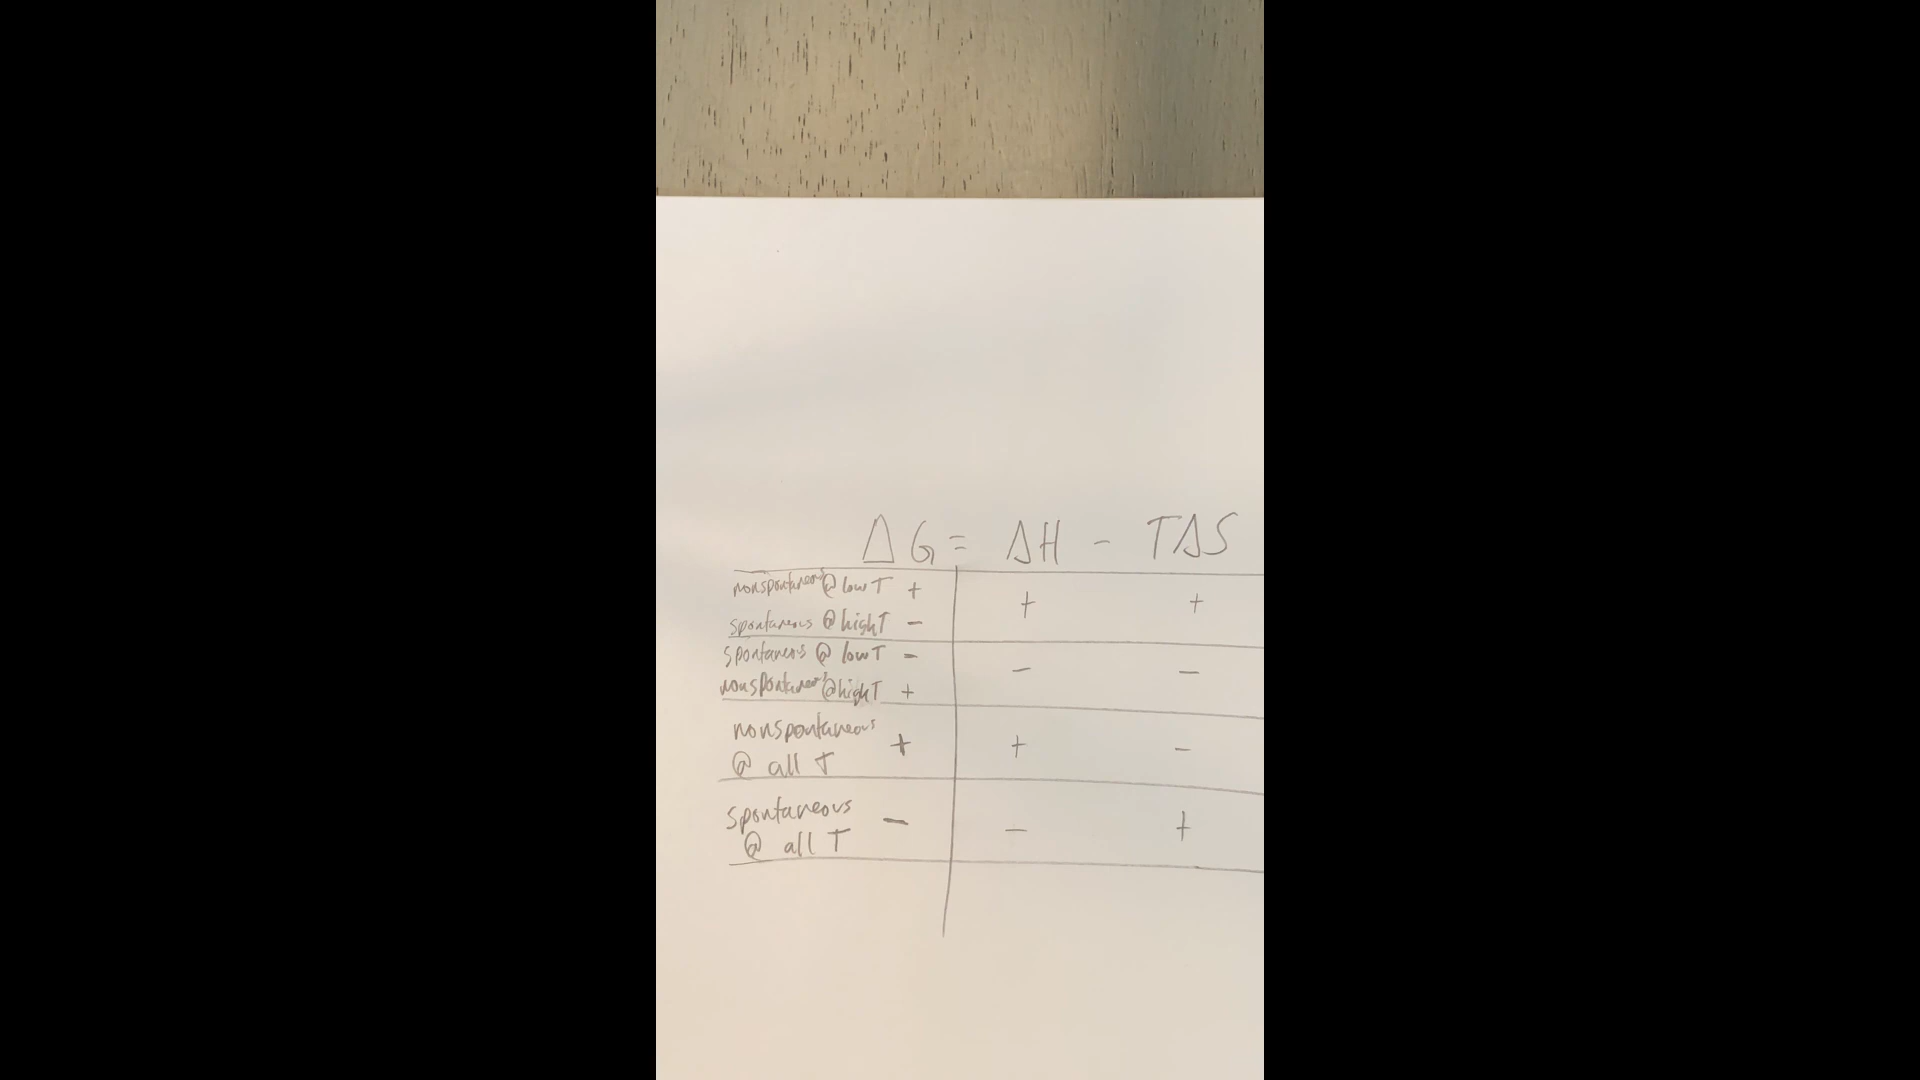 ΔG = ΔH - TΔS
nonspontaneous @ low T + + +
spontaneous @ high T -
spontaneous @ low T - - -
nonspontaneous @ high T +
nonspontaneous + + -
@ all T
spontaneous - - +
@ all T